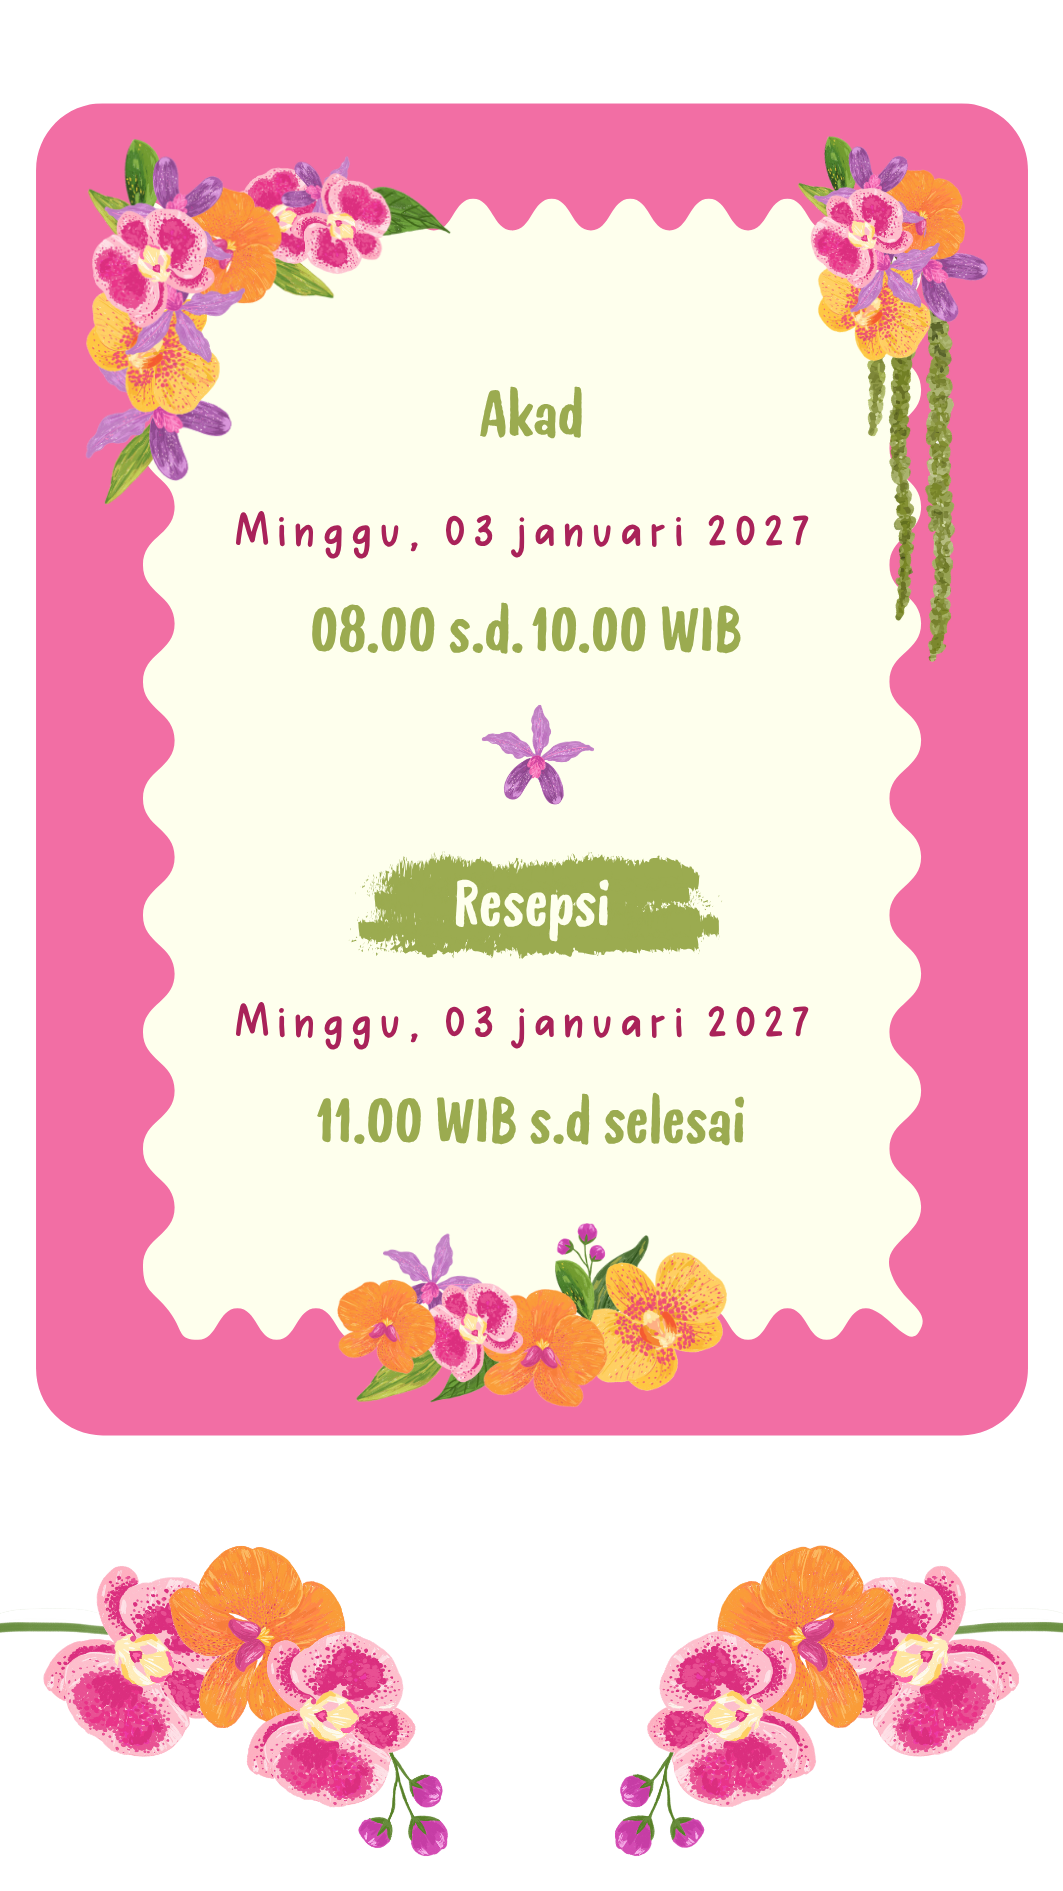 Akad
Minggu, 03 januari 2027
08.00 s.d. 10.00 WIB
Resepsi
Minggu, 03 januari 2027
11.00 WIB s.d selesai